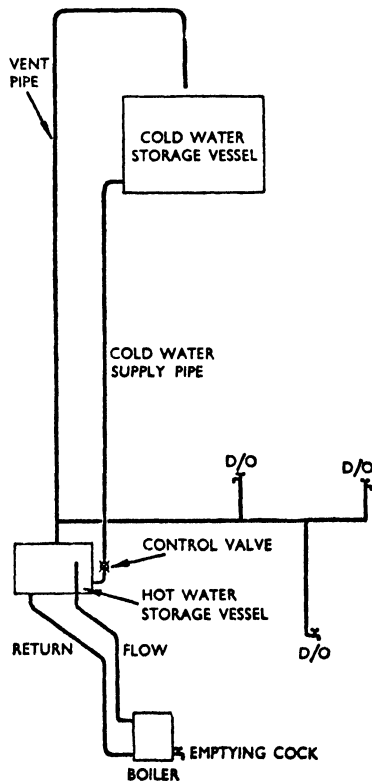 VENT
PIPE
COLD WATER
STORAGE VESSEL
COLD WATER
SUPPLY PIPE
D/O
D/O
CONTROL VALVE
HOT WATER
STORAGE VESSEL
RETURN
FLOW
D/O
EMPTYING COCK
BOILER